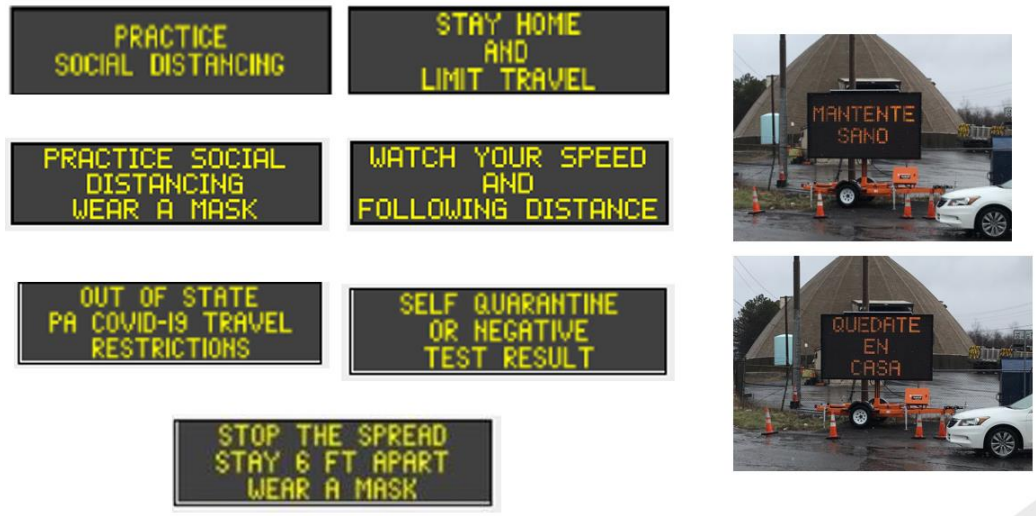 PRACTICE
SOCIAL DISTANCING
STAY HOME
AND
LIMIT TRAVEL
PRACTICE SOCIAL
DISTANCING
WEAR A MASK
WATCH YOUR SPEED
AND
FOLLOWING DISTANCE
OUT OF STATE
PA COVID-19 TRAVEL
RESTRICTIONS
SELF QUARANTINE
OR NEGATIVE
TEST RESULT
STOP THE SPREAD
STAY 6 FT APART
WEAR A MASK
MANTENTE
SANO
QUEDATE
EN
CASA